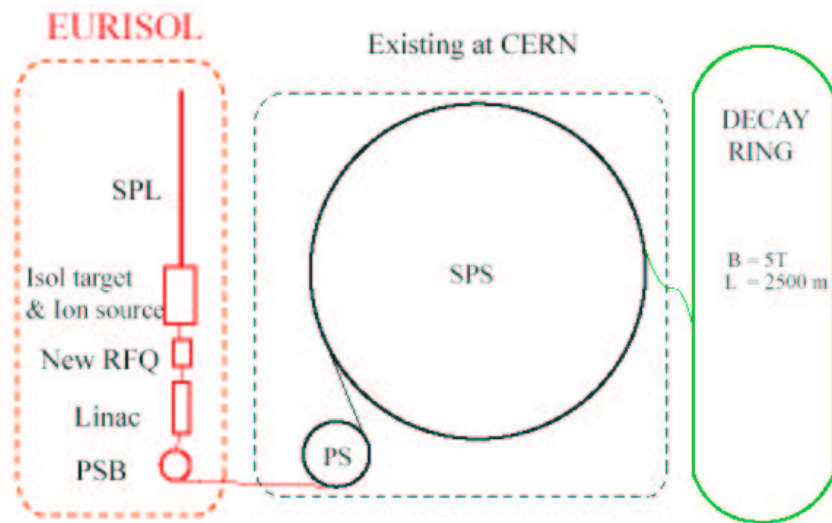 EURISOL
Existing at CERN
SPL
Isol target
& Ion source
New RFQ
Linac
PSB
PS
SPS
DECAY
RING
B = 5T
L = 2500 m